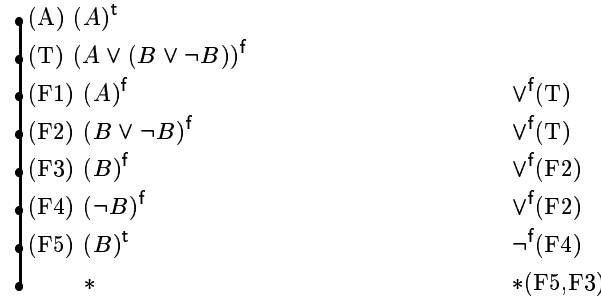 (A) (A)ᵗ
(T) (A ∨ (B ∨ ¬B))ᶠ
(F1) (A)ᶠ ∨ᶠ(T)
(F2) (B ∨ ¬B)ᶠ ∨ᶠ(T)
(F3) (B)ᶠ ∨ᶠ(F2)
(F4) (¬B)ᶠ ∨ᶠ(F2)
(F5) (B)ᵗ ¬ᶠ(F4)
* *(F5,F3)